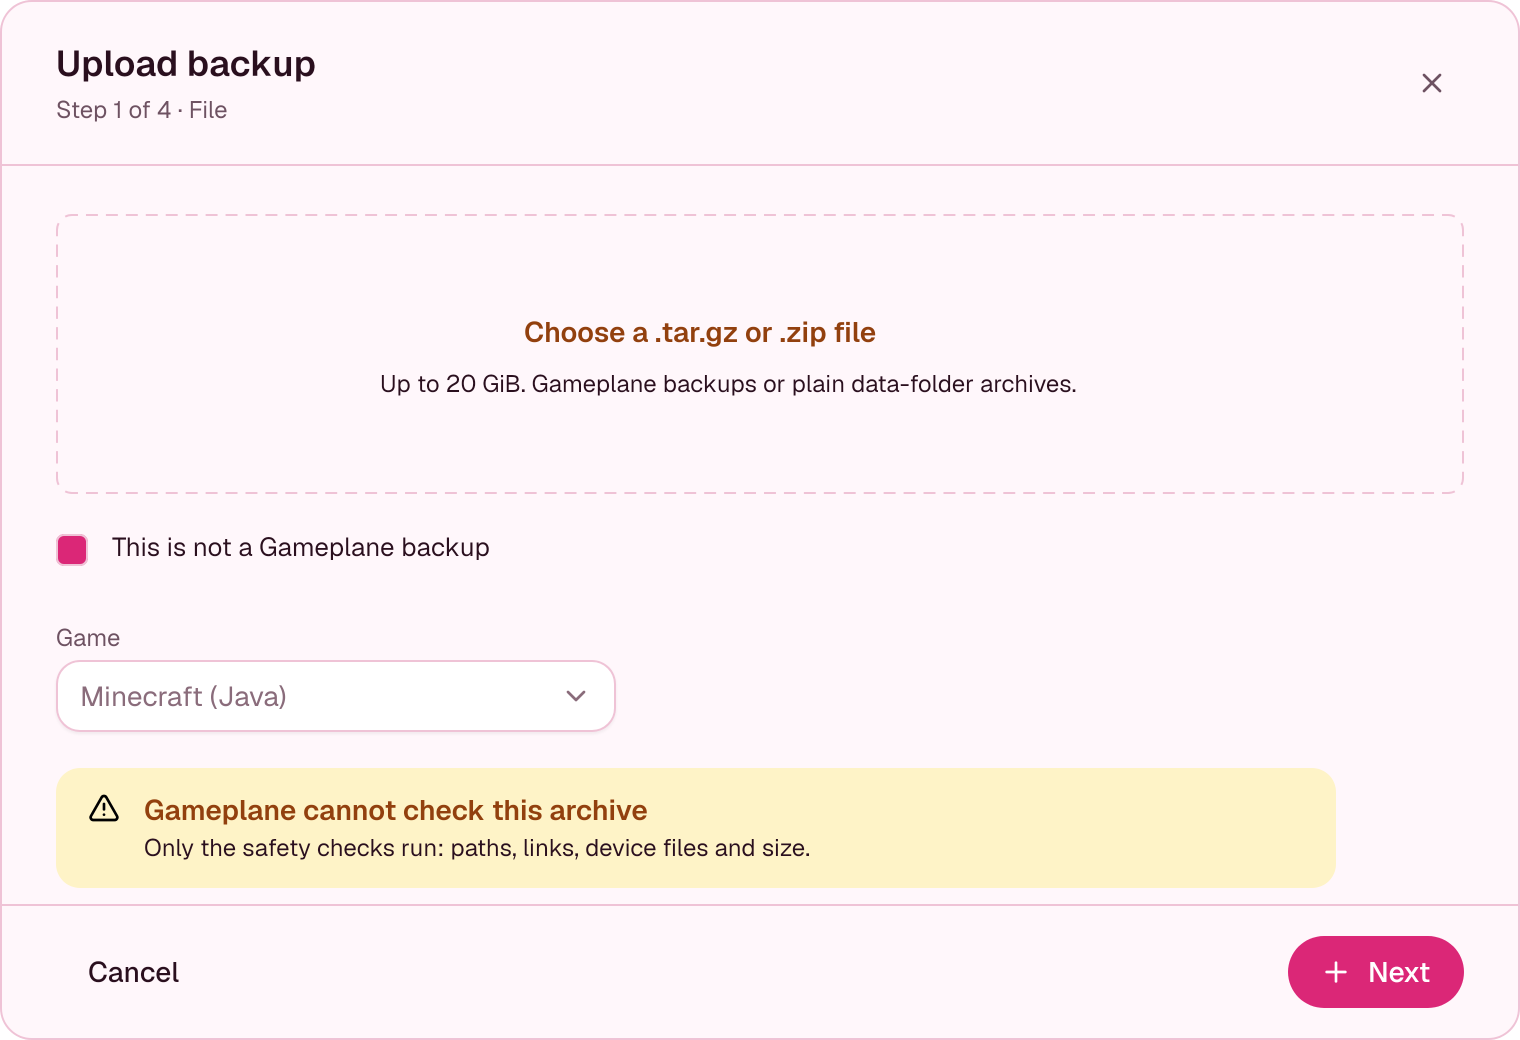 Upload backup
Step 1 of 4 · File
Choose a .tar.gz or .zip file
Up to 20 GiB. Gameplane backups or plain data-folder archives.
This is not a Gameplane backup
Game
Minecraft (Java)
Gameplane cannot check this archive
Only the safety checks run: paths, links, device files and size.
Cancel
Next